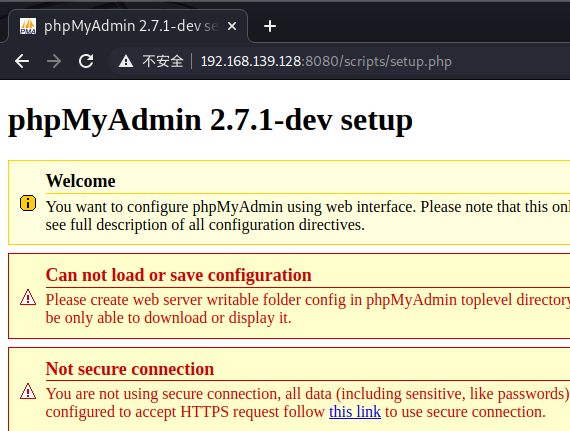 phpMyAdmin 2.7.1-dev se
不安全 192.168.139.128:8080/scripts/setup.php
phpMyAdmin 2.7.1-dev setup
Welcome
You want to configure phpMyAdmin using web interface. Please note that this onl
see full description of all configuration directives.
Can not load or save configuration
Please create web server writable folder config in phpMyAdmin toplevel directory
be only able to download or display it.
Not secure connection
You are not using secure connection, all data (including sensitive, like passwords)
configured to accept HTTPS request follow this link to use secure connection.